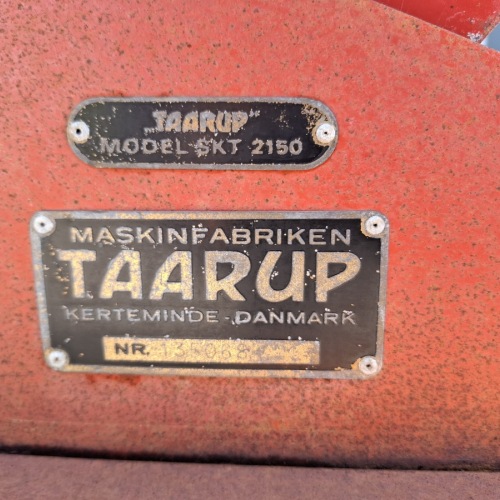 „TAARUP"
MODEL SKT 2150
MASKINFABRIKEN
TAARUP
KERTEMINDE - DANMARK
NR.